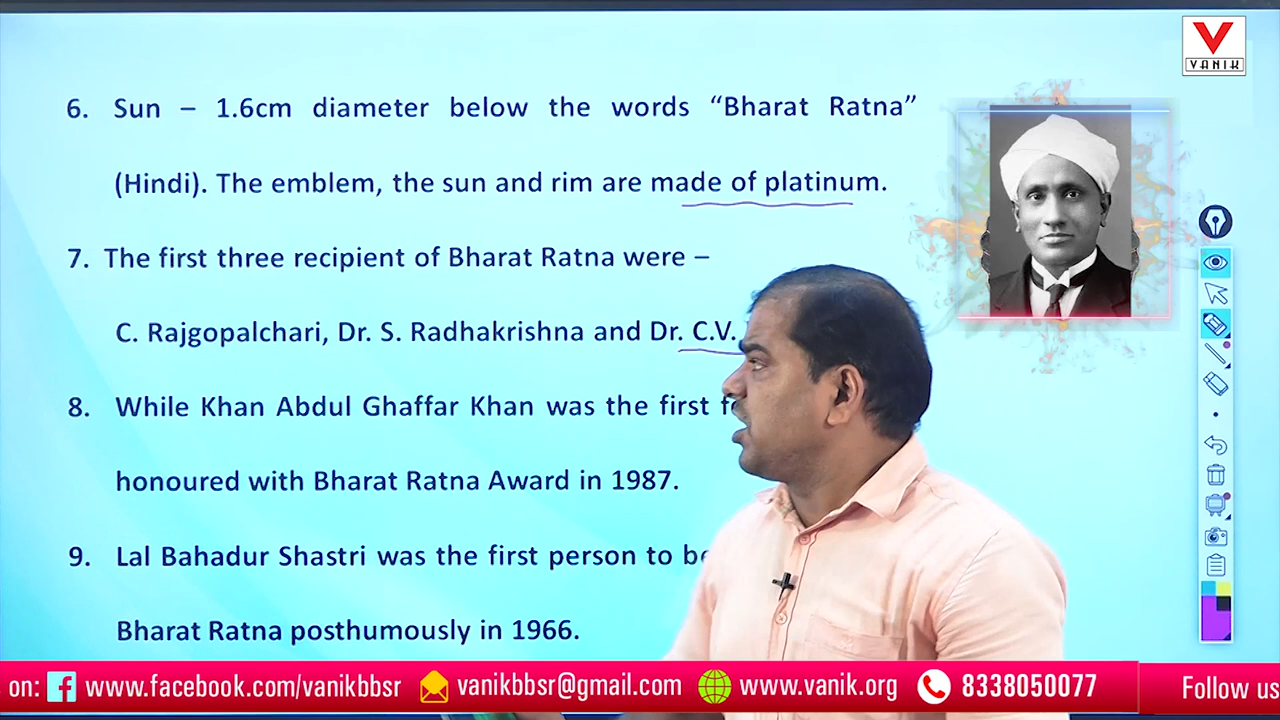 VANIK
6. Sun – 1.6cm diameter below the words “Bharat Ratna”
(Hindi). The emblem, the sun and rim are made of platinum.
7. The first three recipient of Bharat Ratna were –
C. Rajgopalchari, Dr. S. Radhakrishna and Dr. C.V.
8. While Khan Abdul Ghaffar Khan was the first
honoured with Bharat Ratna Award in 1987.
9. Lal Bahadur Shastri was the first person to
Bharat Ratna posthumously in 1966.
on: www.facebook.com/vanikbbsr vanikbbsr@gmail.com www.vanik.org 8338050077 Follow us